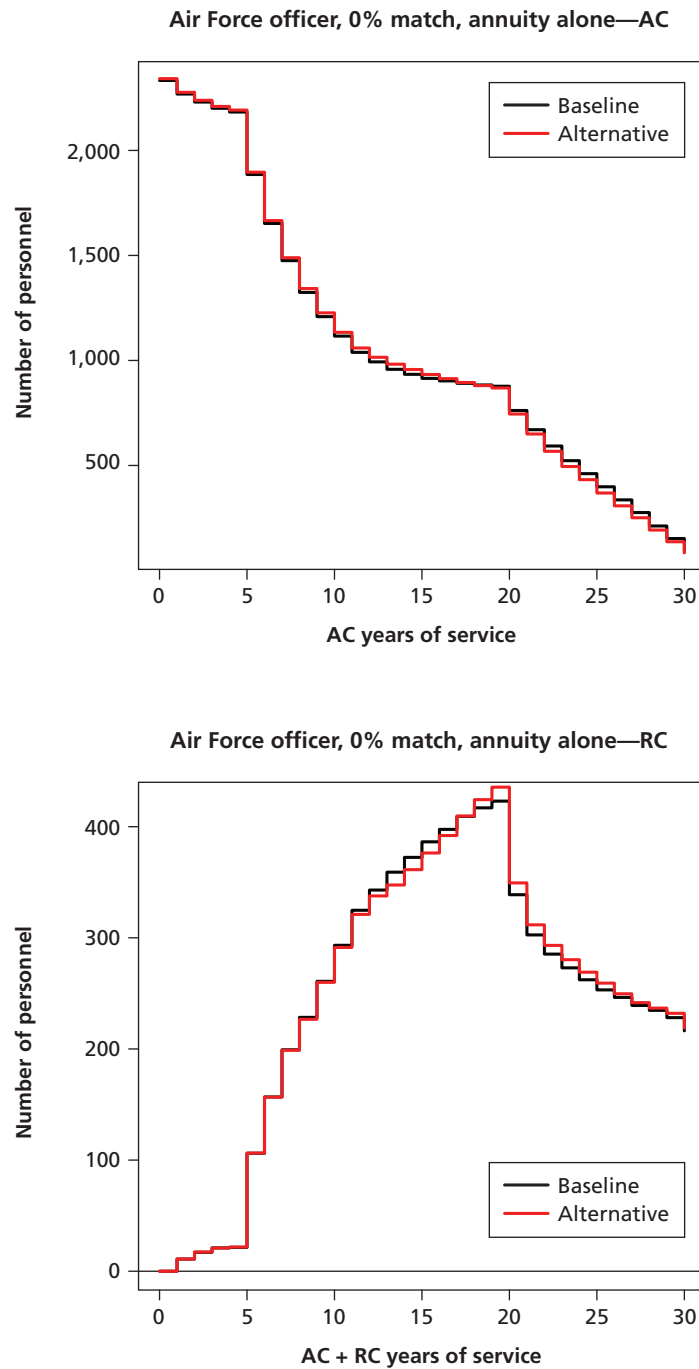 Air Force officer, 0% match, annuity alone—AC
Baseline
Alternative
Number of personnel
2,000
1,500
1,000
500
0 5 10 15 20 25 30
AC years of service
Air Force officer, 0% match, annuity alone—RC
Number of personnel
400
300
200
100
0
Baseline
Alternative
0 5 10 15 20 25 30
AC + RC years of service